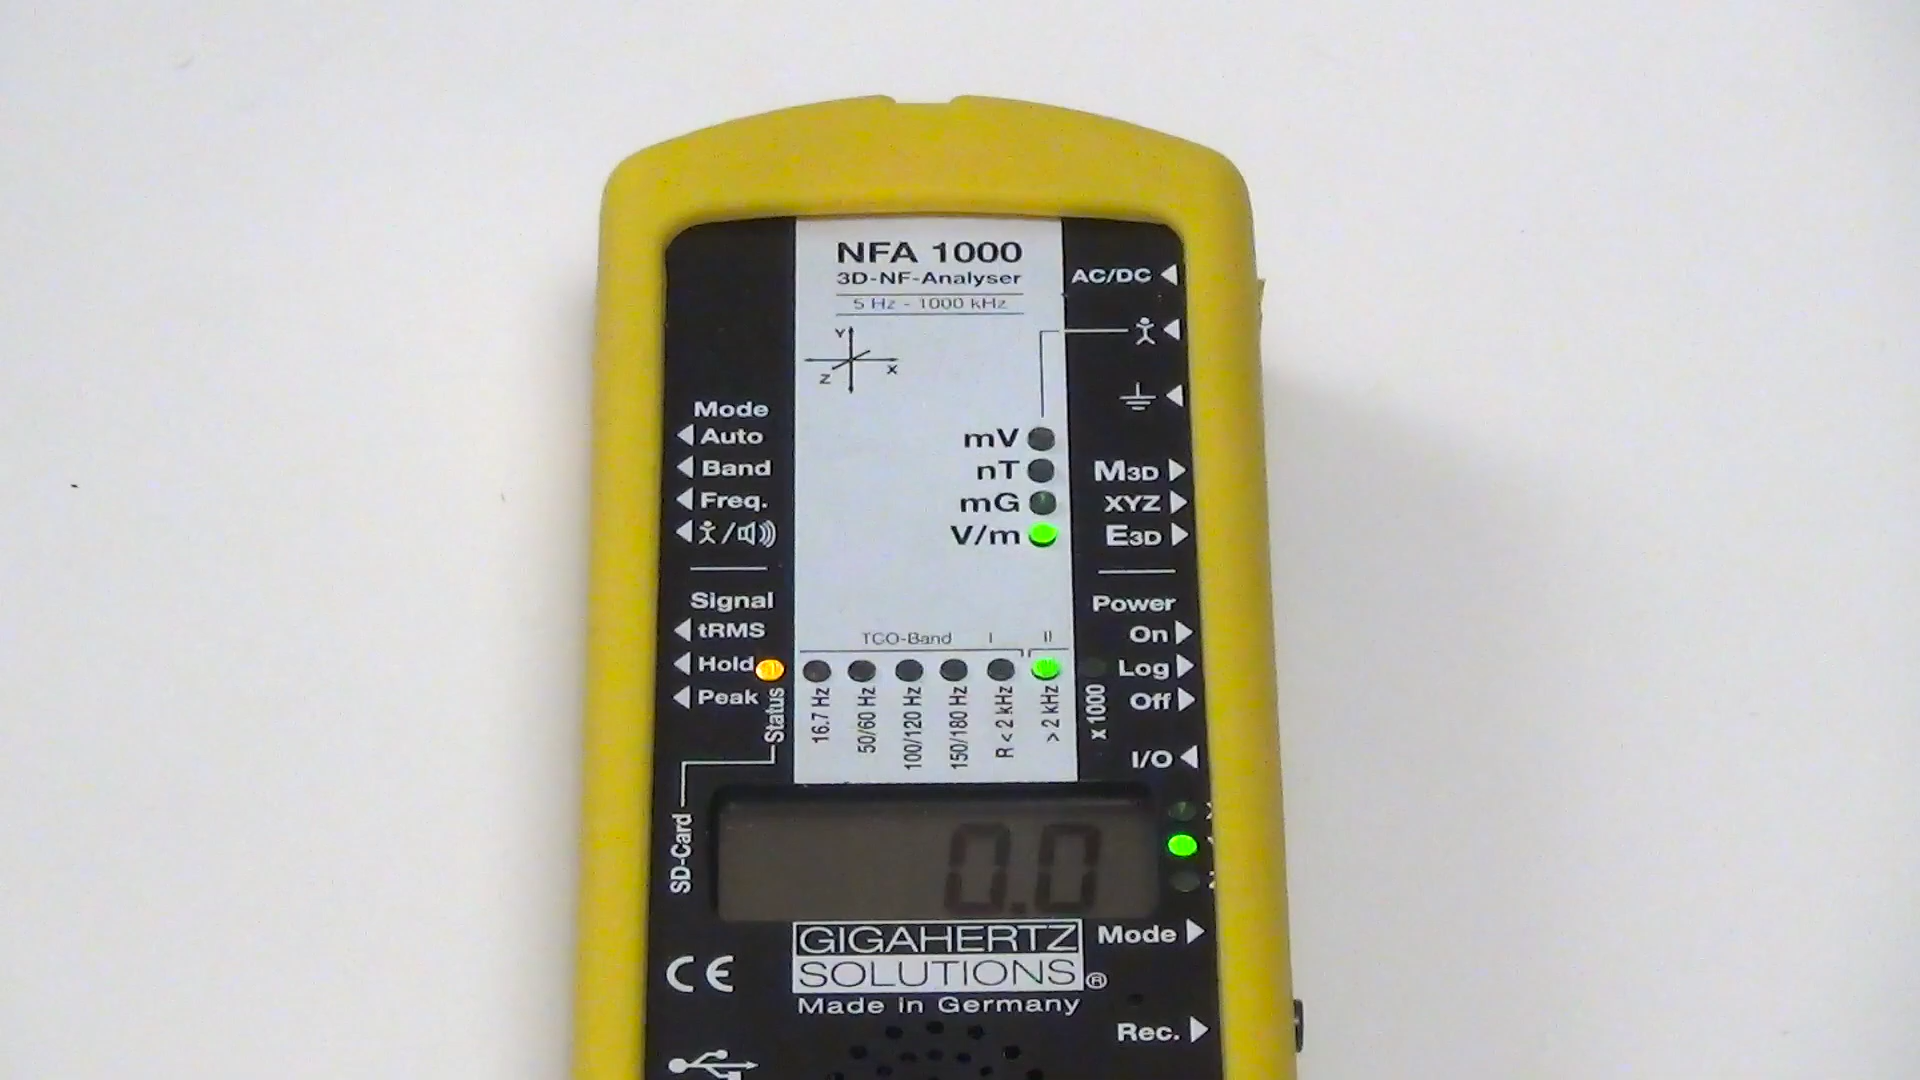 NFA 1000
3D-NF-Analyser
5 Hz - 1000 kHz
AC/DC
Y
X
Z
Mode
Auto
Band
Freq.
mV
nT
mG
V/m
M3D
XYZ
E3D
Signal
tRMS
Hold
Peak
Status
Power
On
Log
Off
I/O
TCO-Band I II
16.7 Hz
50/60 Hz
100/120 Hz
150/180 Hz
R < 2 kHz
> 2 kHz
x 1000
SD-Card
0.0
GIGAHERTZ
SOLUTIONS®
Made in Germany
CE
Mode
Rec.